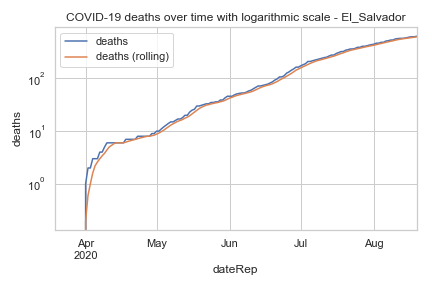 COVID-19 deaths over time with logarithmic scale - El_Salvador
deaths
deaths (rolling)
10²
10¹
10⁰
deaths
Apr May Jun Jul Aug
2020
dateRep